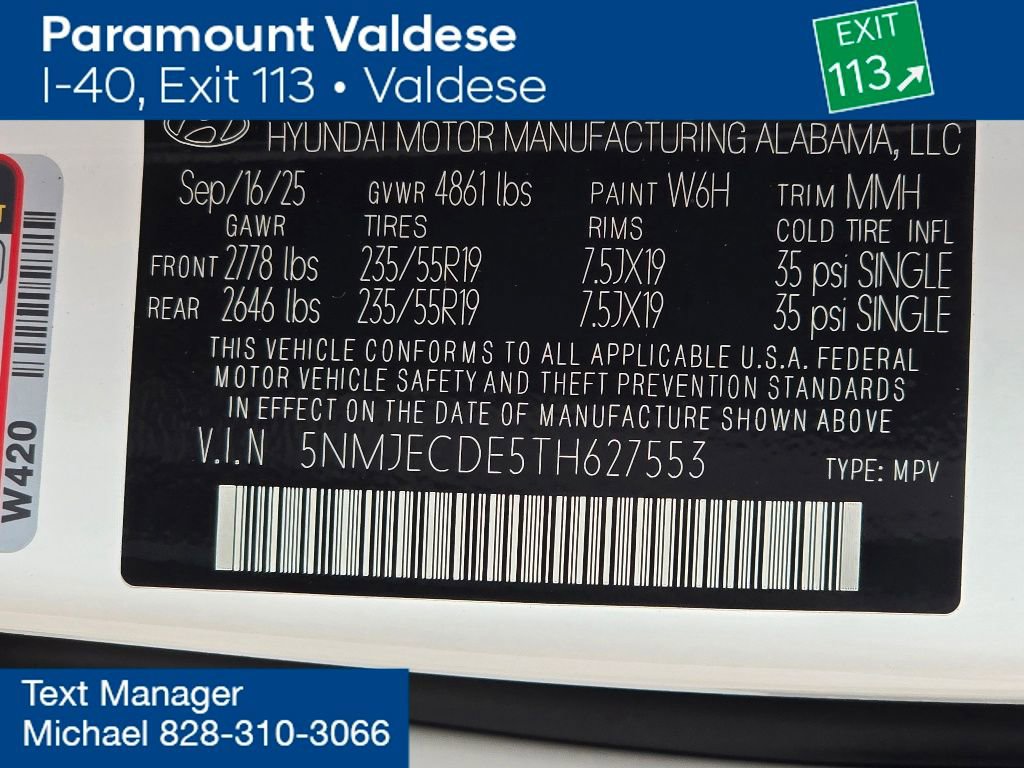 Paramount Valdese
I-40, Exit 113 • Valdese
EXIT
113
HYUNDAI MOTOR MANUFACTURING ALABAMA, LLC
Sep/16/25 GVWR 4861 lbs PAINT W6H TRIM MMH
GAWR TIRES RIMS COLD TIRE INFL
FRONT 2778 lbs 235/55R19 7.5JX19 35 psi SINGLE
REAR 2646 lbs 235/55R19 7.5JX19 35 psi SINGLE
THIS VEHICLE CONFORMS TO ALL APPLICABLE U.S.A. FEDERAL
MOTOR VEHICLE SAFETY AND THEFT PREVENTION STANDARDS
IN EFFECT ON THE DATE OF MANUFACTURE SHOWN ABOVE
V.I.N 5NMJECDE5TH627553
TYPE: MPV
W420
Text Manager
Michael 828-310-3066